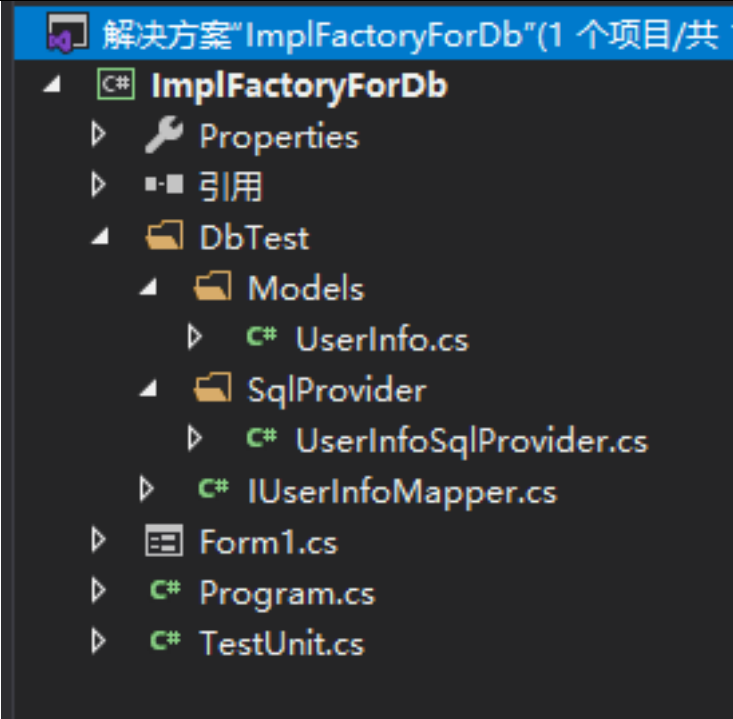 解决方案"ImplFactoryForDb"(1 个项目/共
C# ImplFactoryForDb
Properties
引用
DbTest
Models
C# UserInfo.cs
SqlProvider
C# UserInfoSqlProvider.cs
C# IUserInfoMapper.cs
Form1.cs
C# Program.cs
C# TestUnit.cs